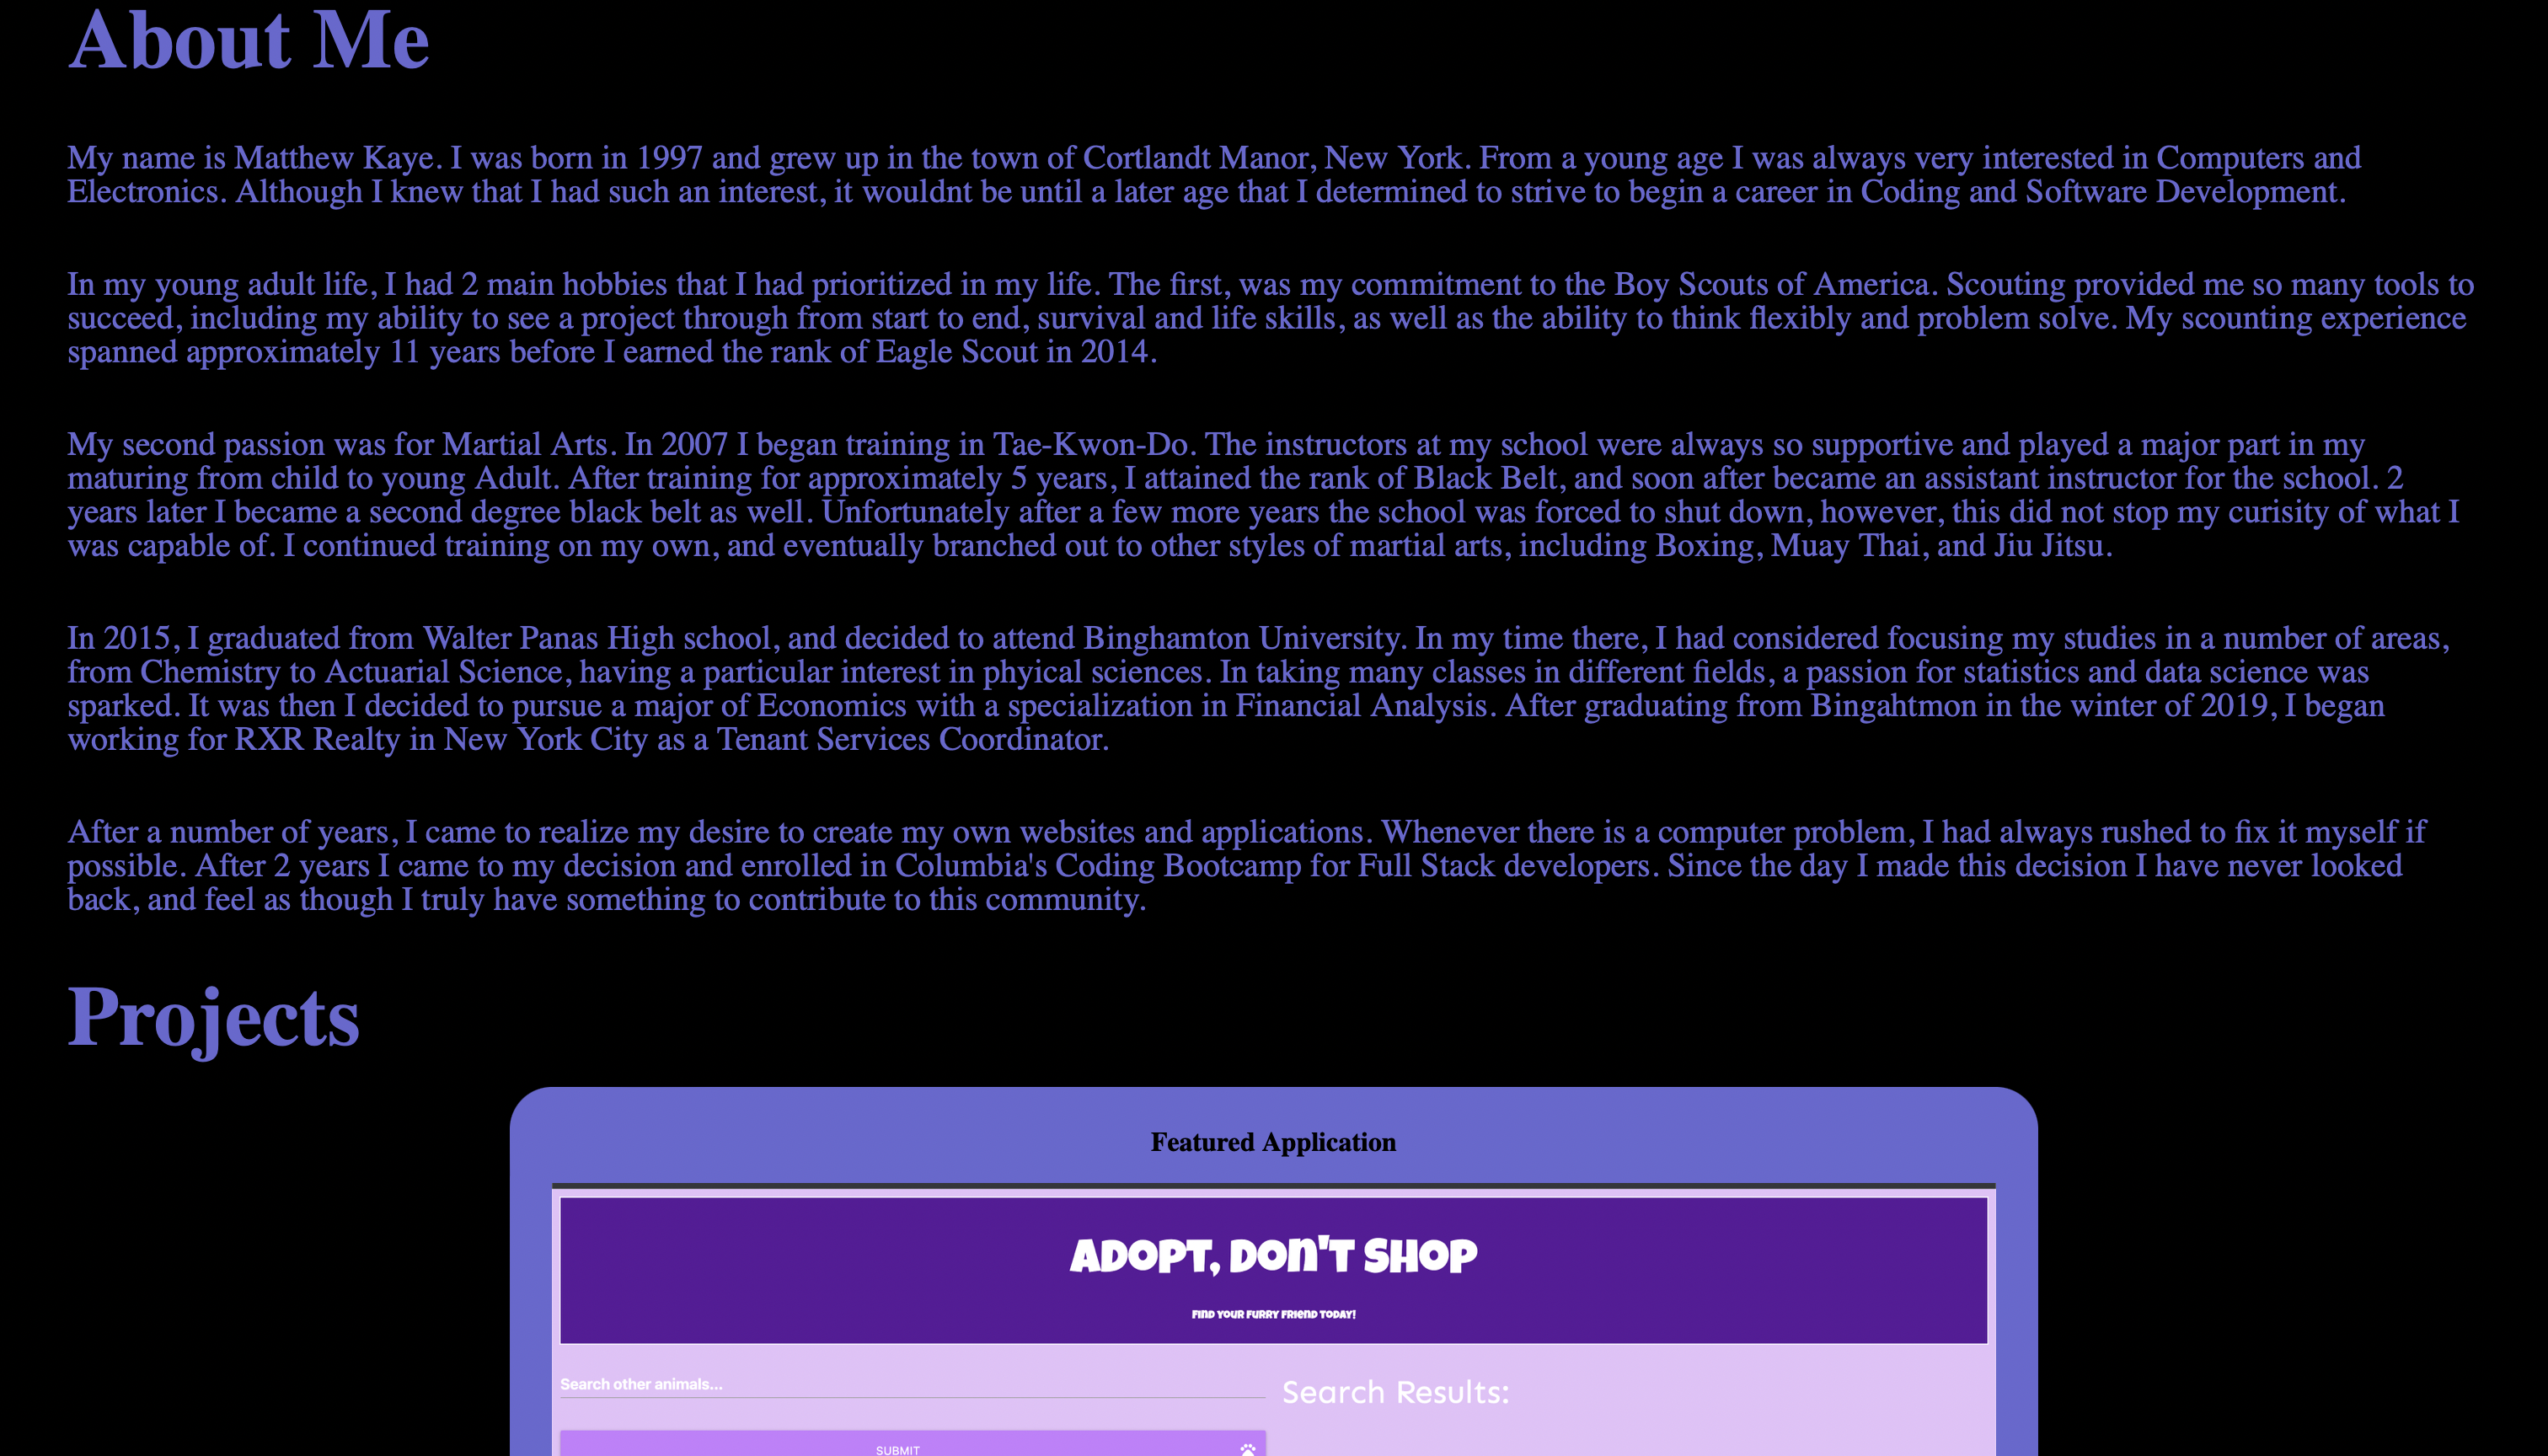 About Me
My name is Matthew Kaye. I was born in 1997 and grew up in the town of Cortlandt Manor, New York. From a young age I was always very interested in Computers and
Electronics. Although I knew that I had such an interest, it wouldnt be until a later age that I determined to strive to begin a career in Coding and Software Development.
In my young adult life, I had 2 main hobbies that I had prioritized in my life. The first, was my commitment to the Boy Scouts of America. Scouting provided me so many tools to
succeed, including my ability to see a project through from start to end, survival and life skills, as well as the ability to think flexibly and problem solve. My scounting experience
spanned approximately 11 years before I earned the rank of Eagle Scout in 2014.
My second passion was for Martial Arts. In 2007 I began training in Tae-Kwon-Do. The instructors at my school were always so supportive and played a major part in my
maturing from child to young Adult. After training for approximately 5 years, I attained the rank of Black Belt, and soon after became an assistant instructor for the school. 2
years later I became a second degree black belt as well. Unfortunately after a few more years the school was forced to shut down, however, this did not stop my curisity of what I
was capable of. I continued training on my own, and eventually branched out to other styles of martial arts, including Boxing, Muay Thai, and Jiu Jitsu.
In 2015, I graduated from Walter Panas High school, and decided to attend Binghamton University. In my time there, I had considered focusing my studies in a number of areas,
from Chemistry to Actuarial Science, having a particular interest in phyical sciences. In taking many classes in different fields, a passion for statistics and data science was
sparked. It was then I decided to pursue a major of Economics with a specialization in Financial Analysis. After graduating from Bingahtmon in the winter of 2019, I began
working for RXR Realty in New York City as a Tenant Services Coordinator.
After a number of years, I came to realize my desire to create my own websites and applications. Whenever there is a computer problem, I had always rushed to fix it myself if
possible. After 2 years I came to my decision and enrolled in Columbia's Coding Bootcamp for Full Stack developers. Since the day I made this decision I have never looked
back, and feel as though I truly have something to contribute to this community.
Projects
Featured Application
ADOPT, DON'T SHOP
FIND YOUR FURRY FRIEND TODAY!
Search other animals...
Search Results:
SUBMIT